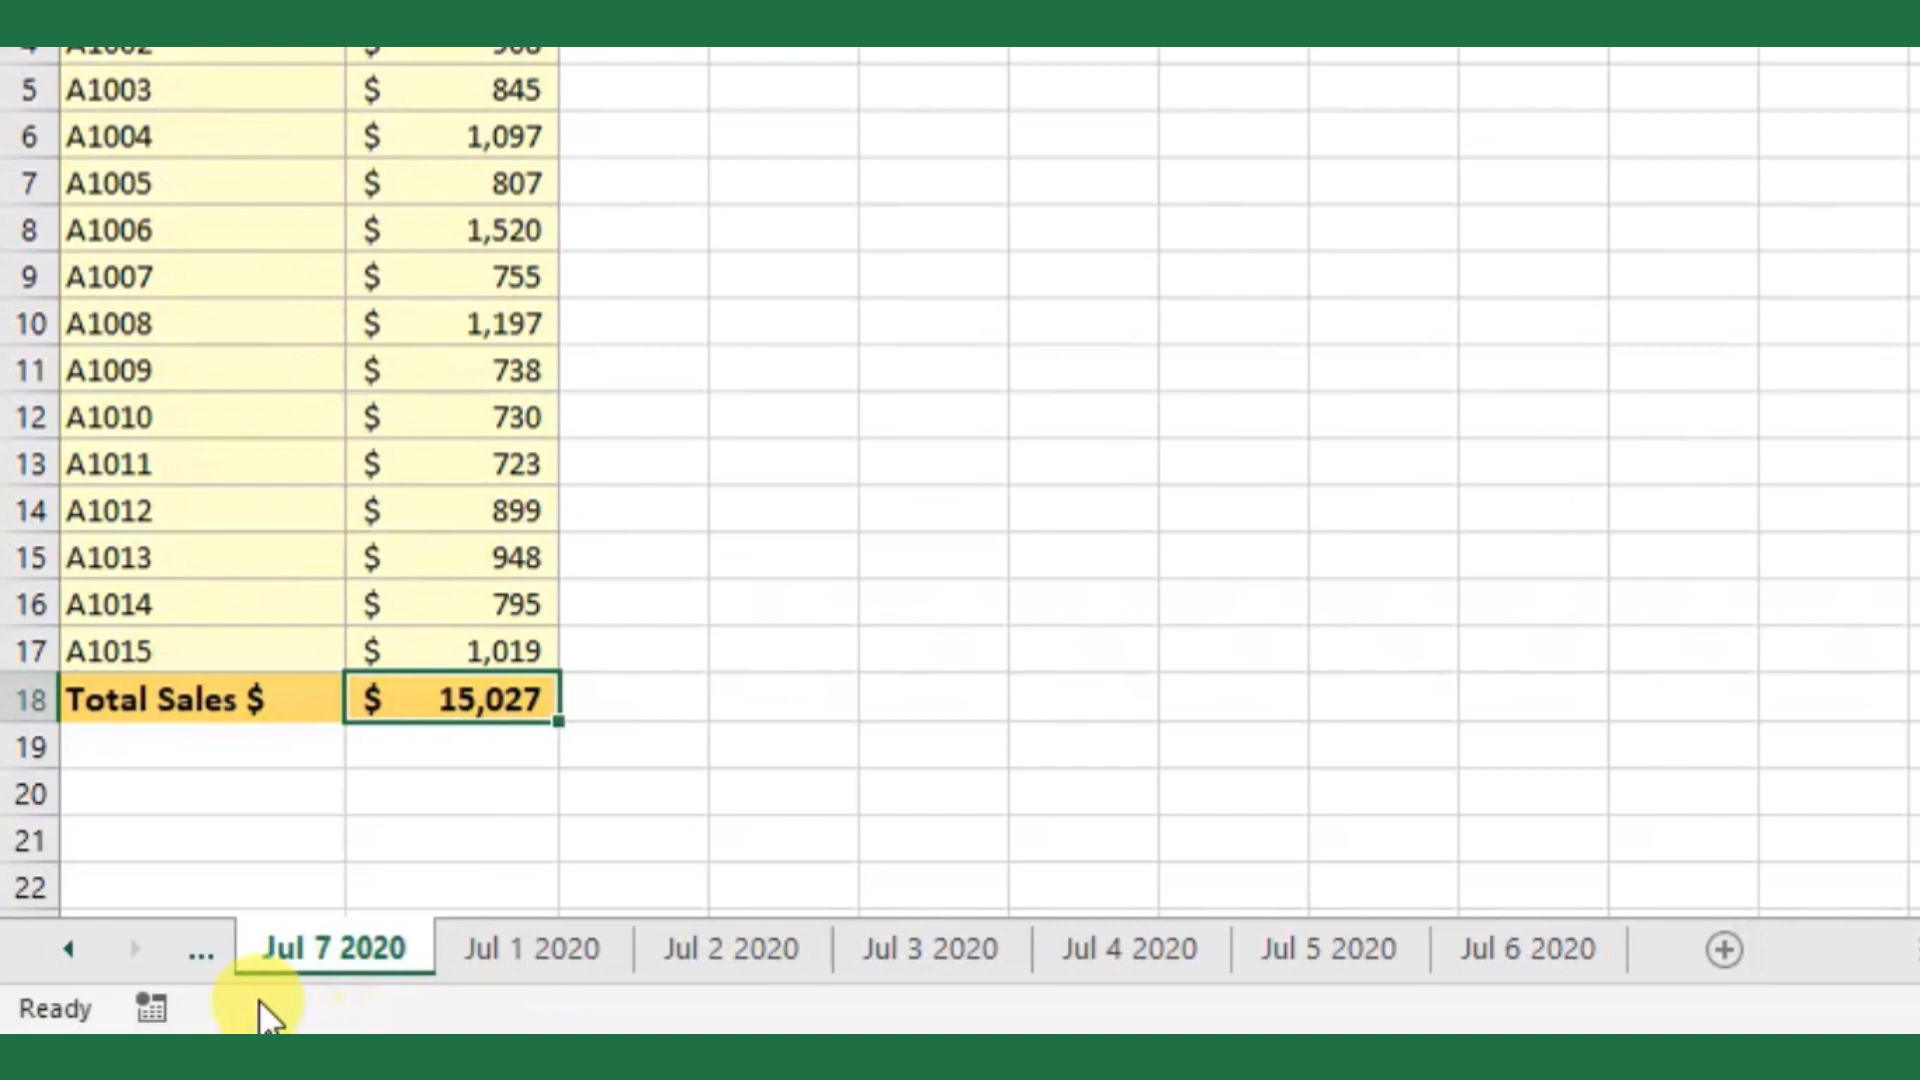 5 A1003 $ 845
6 A1004 $ 1,097
7 A1005 $ 807
8 A1006 $ 1,520
9 A1007 $ 755
10 A1008 $ 1,197
11 A1009 $ 738
12 A1010 $ 730
13 A1011 $ 723
14 A1012 $ 899
15 A1013 $ 948
16 A1014 $ 795
17 A1015 $ 1,019
18 Total Sales $ $ 15,027
19
20
21
22
... Jul 7 2020 Jul 1 2020 Jul 2 2020 Jul 3 2020 Jul 4 2020 Jul 5 2020 Jul 6 2020
Ready